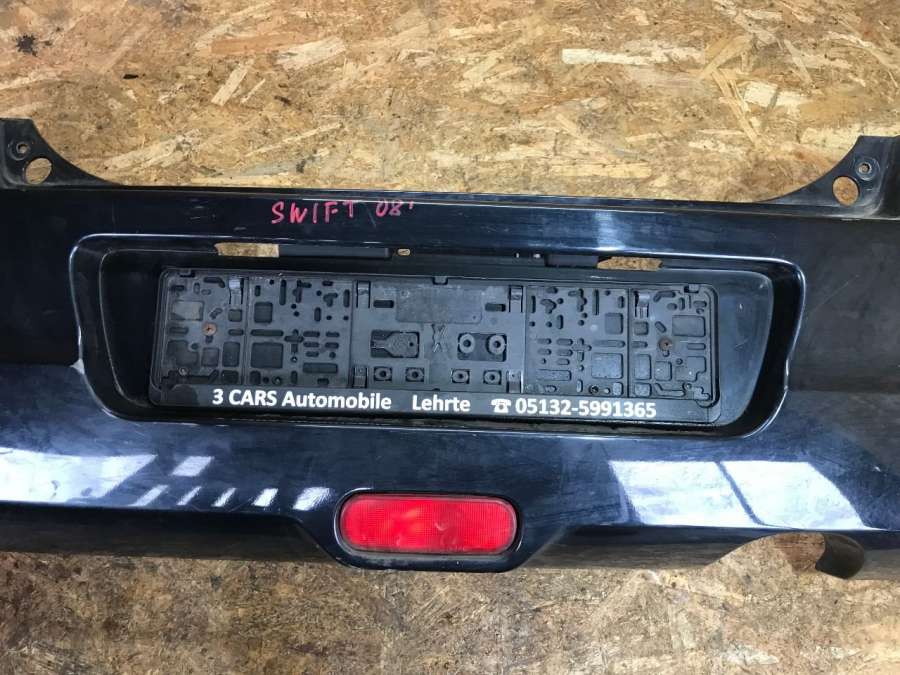 SWIFT 08'
3 CARS Automobile Lehrte ☎ 05132-5991365